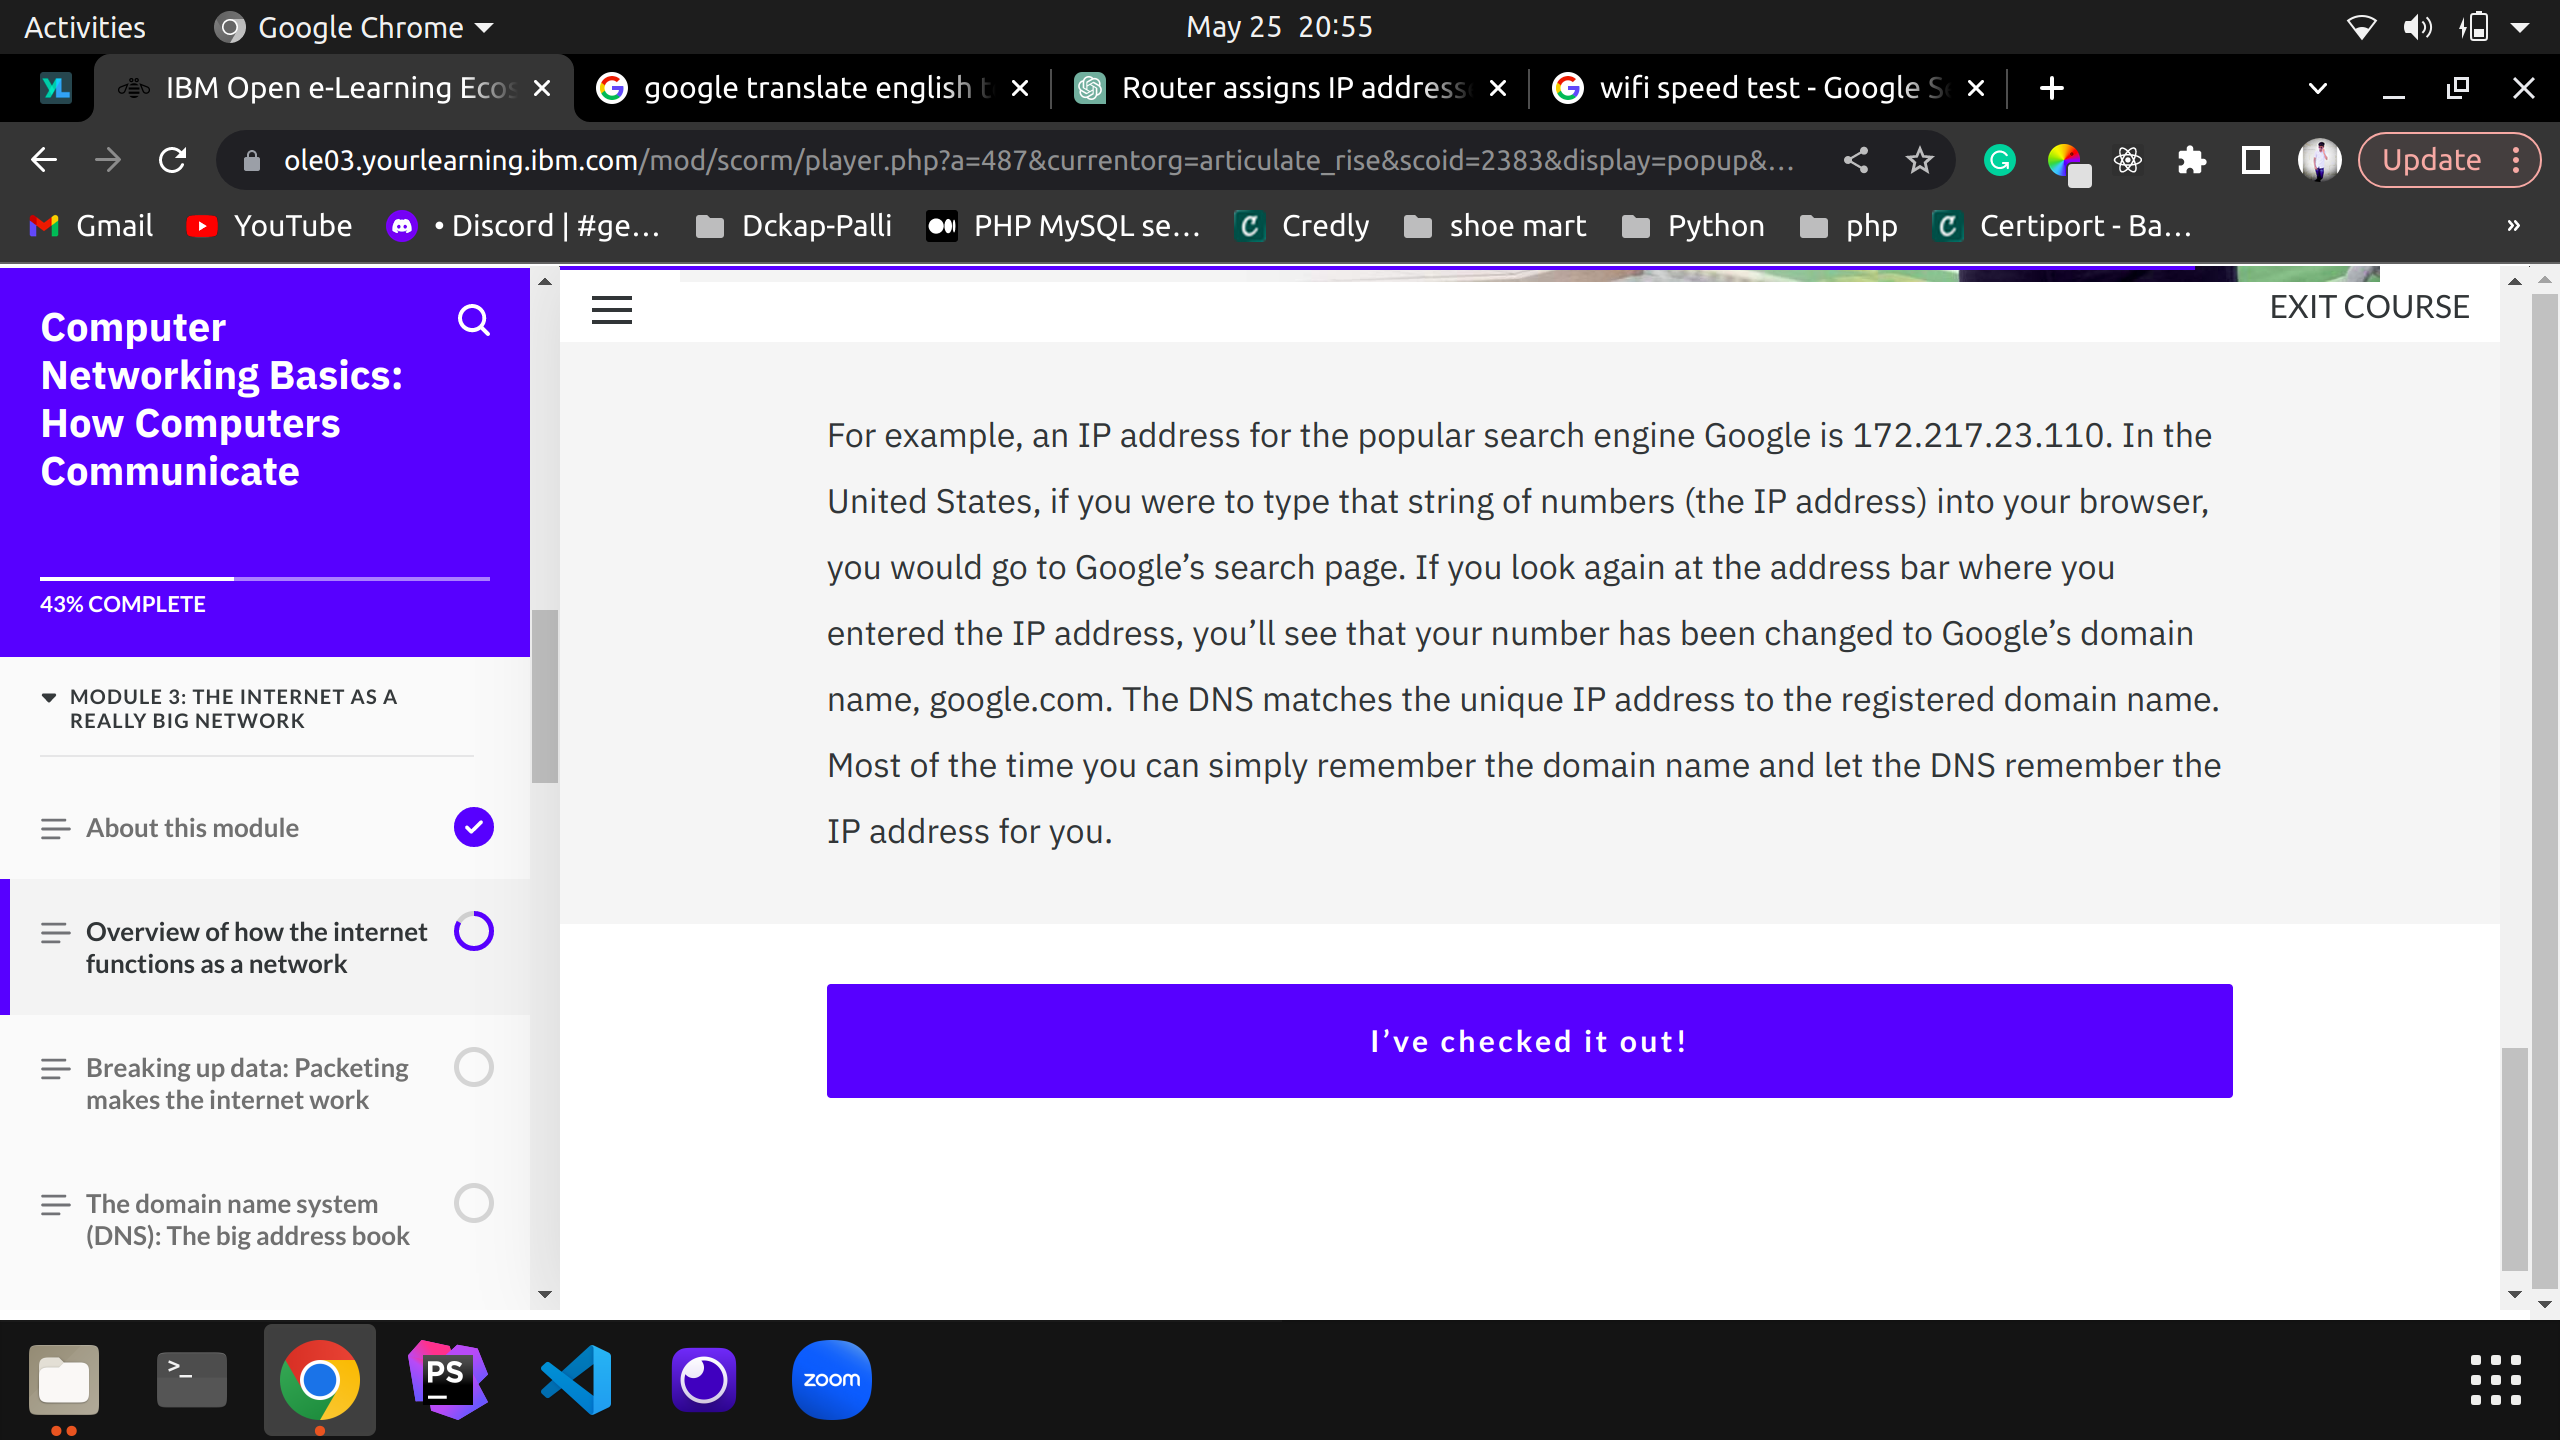 Activities
Google Chrome
May 25 20:55
IBM Open e-Learning Ecos
google translate english t
Router assigns IP address
wifi speed test - Google Se
ole03.yourlearning.ibm.com/mod/scorm/player.php?a=487&currentorg=articulate_rise&scoid=2383&display=popup&...
Update
Gmail
YouTube
• Discord | #ge...
Dckap-Palli
PHP MySQL se...
Credly
shoe mart
Python
php
Certiport - Ba...
»
Computer
Networking Basics:
How Computers
Communicate
43% COMPLETE
MODULE 3: THE INTERNET AS A
REALLY BIG NETWORK
About this module
Overview of how the internet
functions as a network
Breaking up data: Packeting
makes the internet work
The domain name system
(DNS): The big address book
EXIT COURSE
For example, an IP address for the popular search engine Google is 172.217.23.110. In the
United States, if you were to type that string of numbers (the IP address) into your browser,
you would go to Google’s search page. If you look again at the address bar where you
entered the IP address, you’ll see that your number has been changed to Google’s domain
name, google.com. The DNS matches the unique IP address to the registered domain name.
Most of the time you can simply remember the domain name and let the DNS remember the
IP address for you.
I’ve checked it out!
>_
PS
zoom